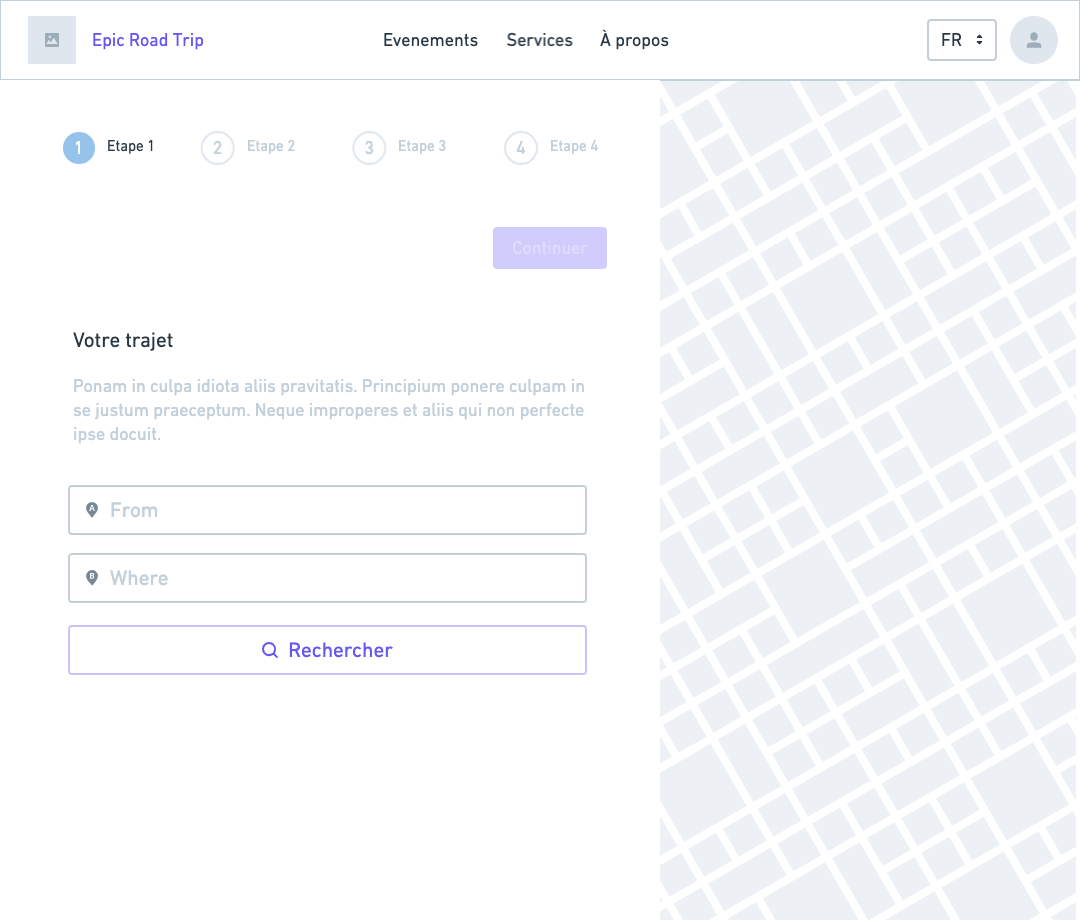 Epic Road Trip
Evenements
Services
À propos
FR
1 Etape 1
2 Etape 2
3 Etape 3
4 Etape 4
Continuer
Votre trajet
Ponam in culpa idiota aliis pravitatis. Principium ponere culpam in
se justum praeceptum. Neque improperes et aliis qui non perfecte
ipse docuit.
A From
B Where
Rechercher